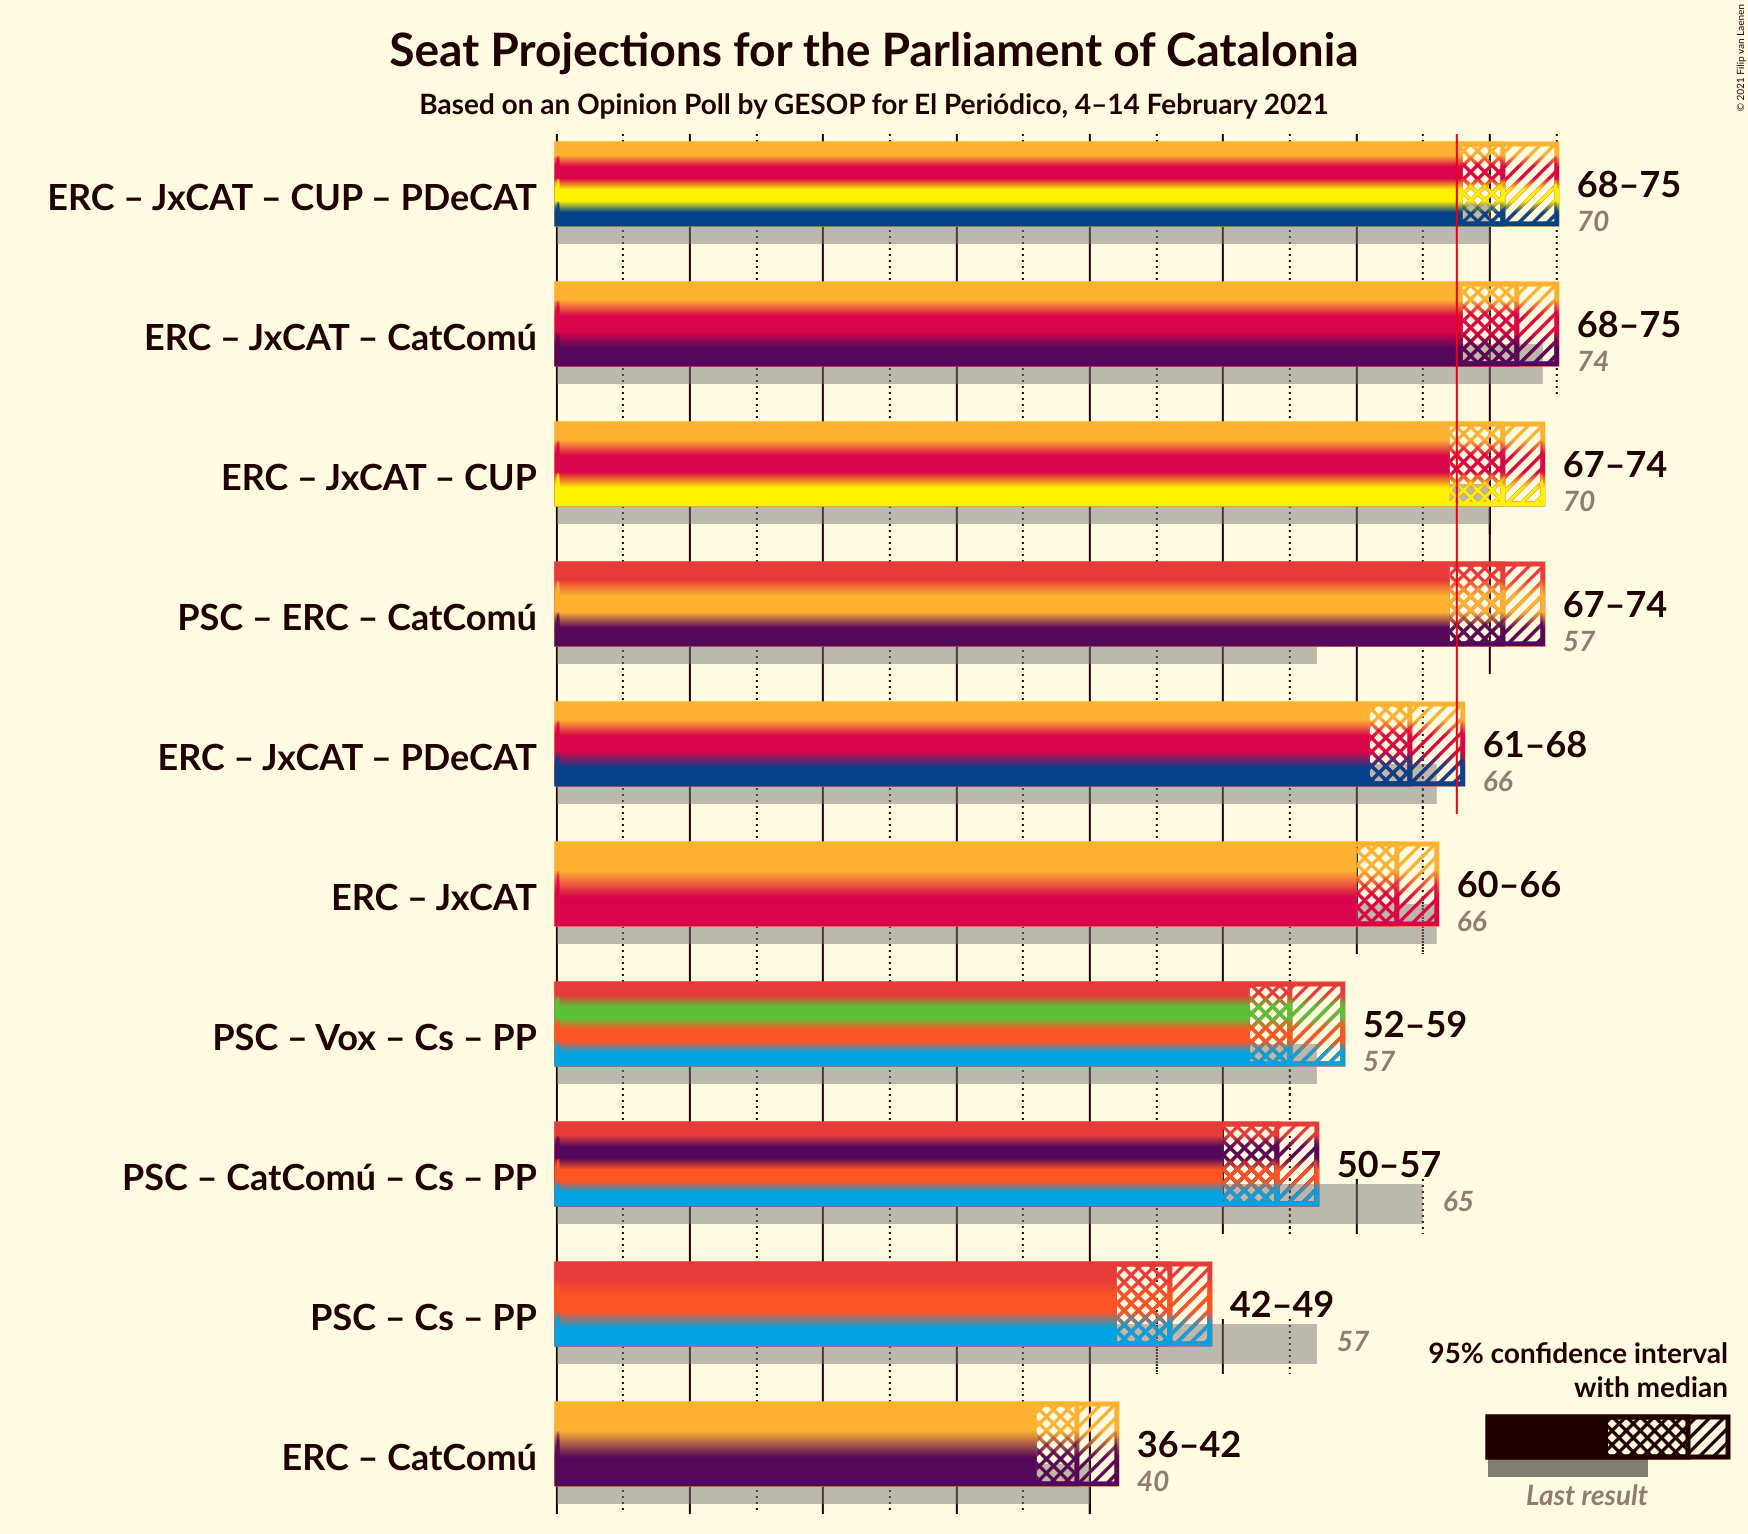 Seat Projections for the Parliament of Catalonia
Based on an Opinion Poll by GESOP for El Periódico, 4–14 February 2021
© 2021 Filip van Laenen
ERC – JxCAT – CUP – PDeCAT
68–75
70
ERC – JxCAT – CatComú
68–75
74
ERC – JxCAT – CUP
67–74
70
PSC – ERC – CatComú
67–74
57
ERC – JxCAT – PDeCAT
61–68
66
ERC – JxCAT
60–66
66
PSC – Vox – Cs – PP
52–59
57
PSC – CatComú – Cs – PP
50–57
65
PSC – Cs – PP
42–49
57
ERC – CatComú
36–42
40
95% confidence interval
with median
Last result